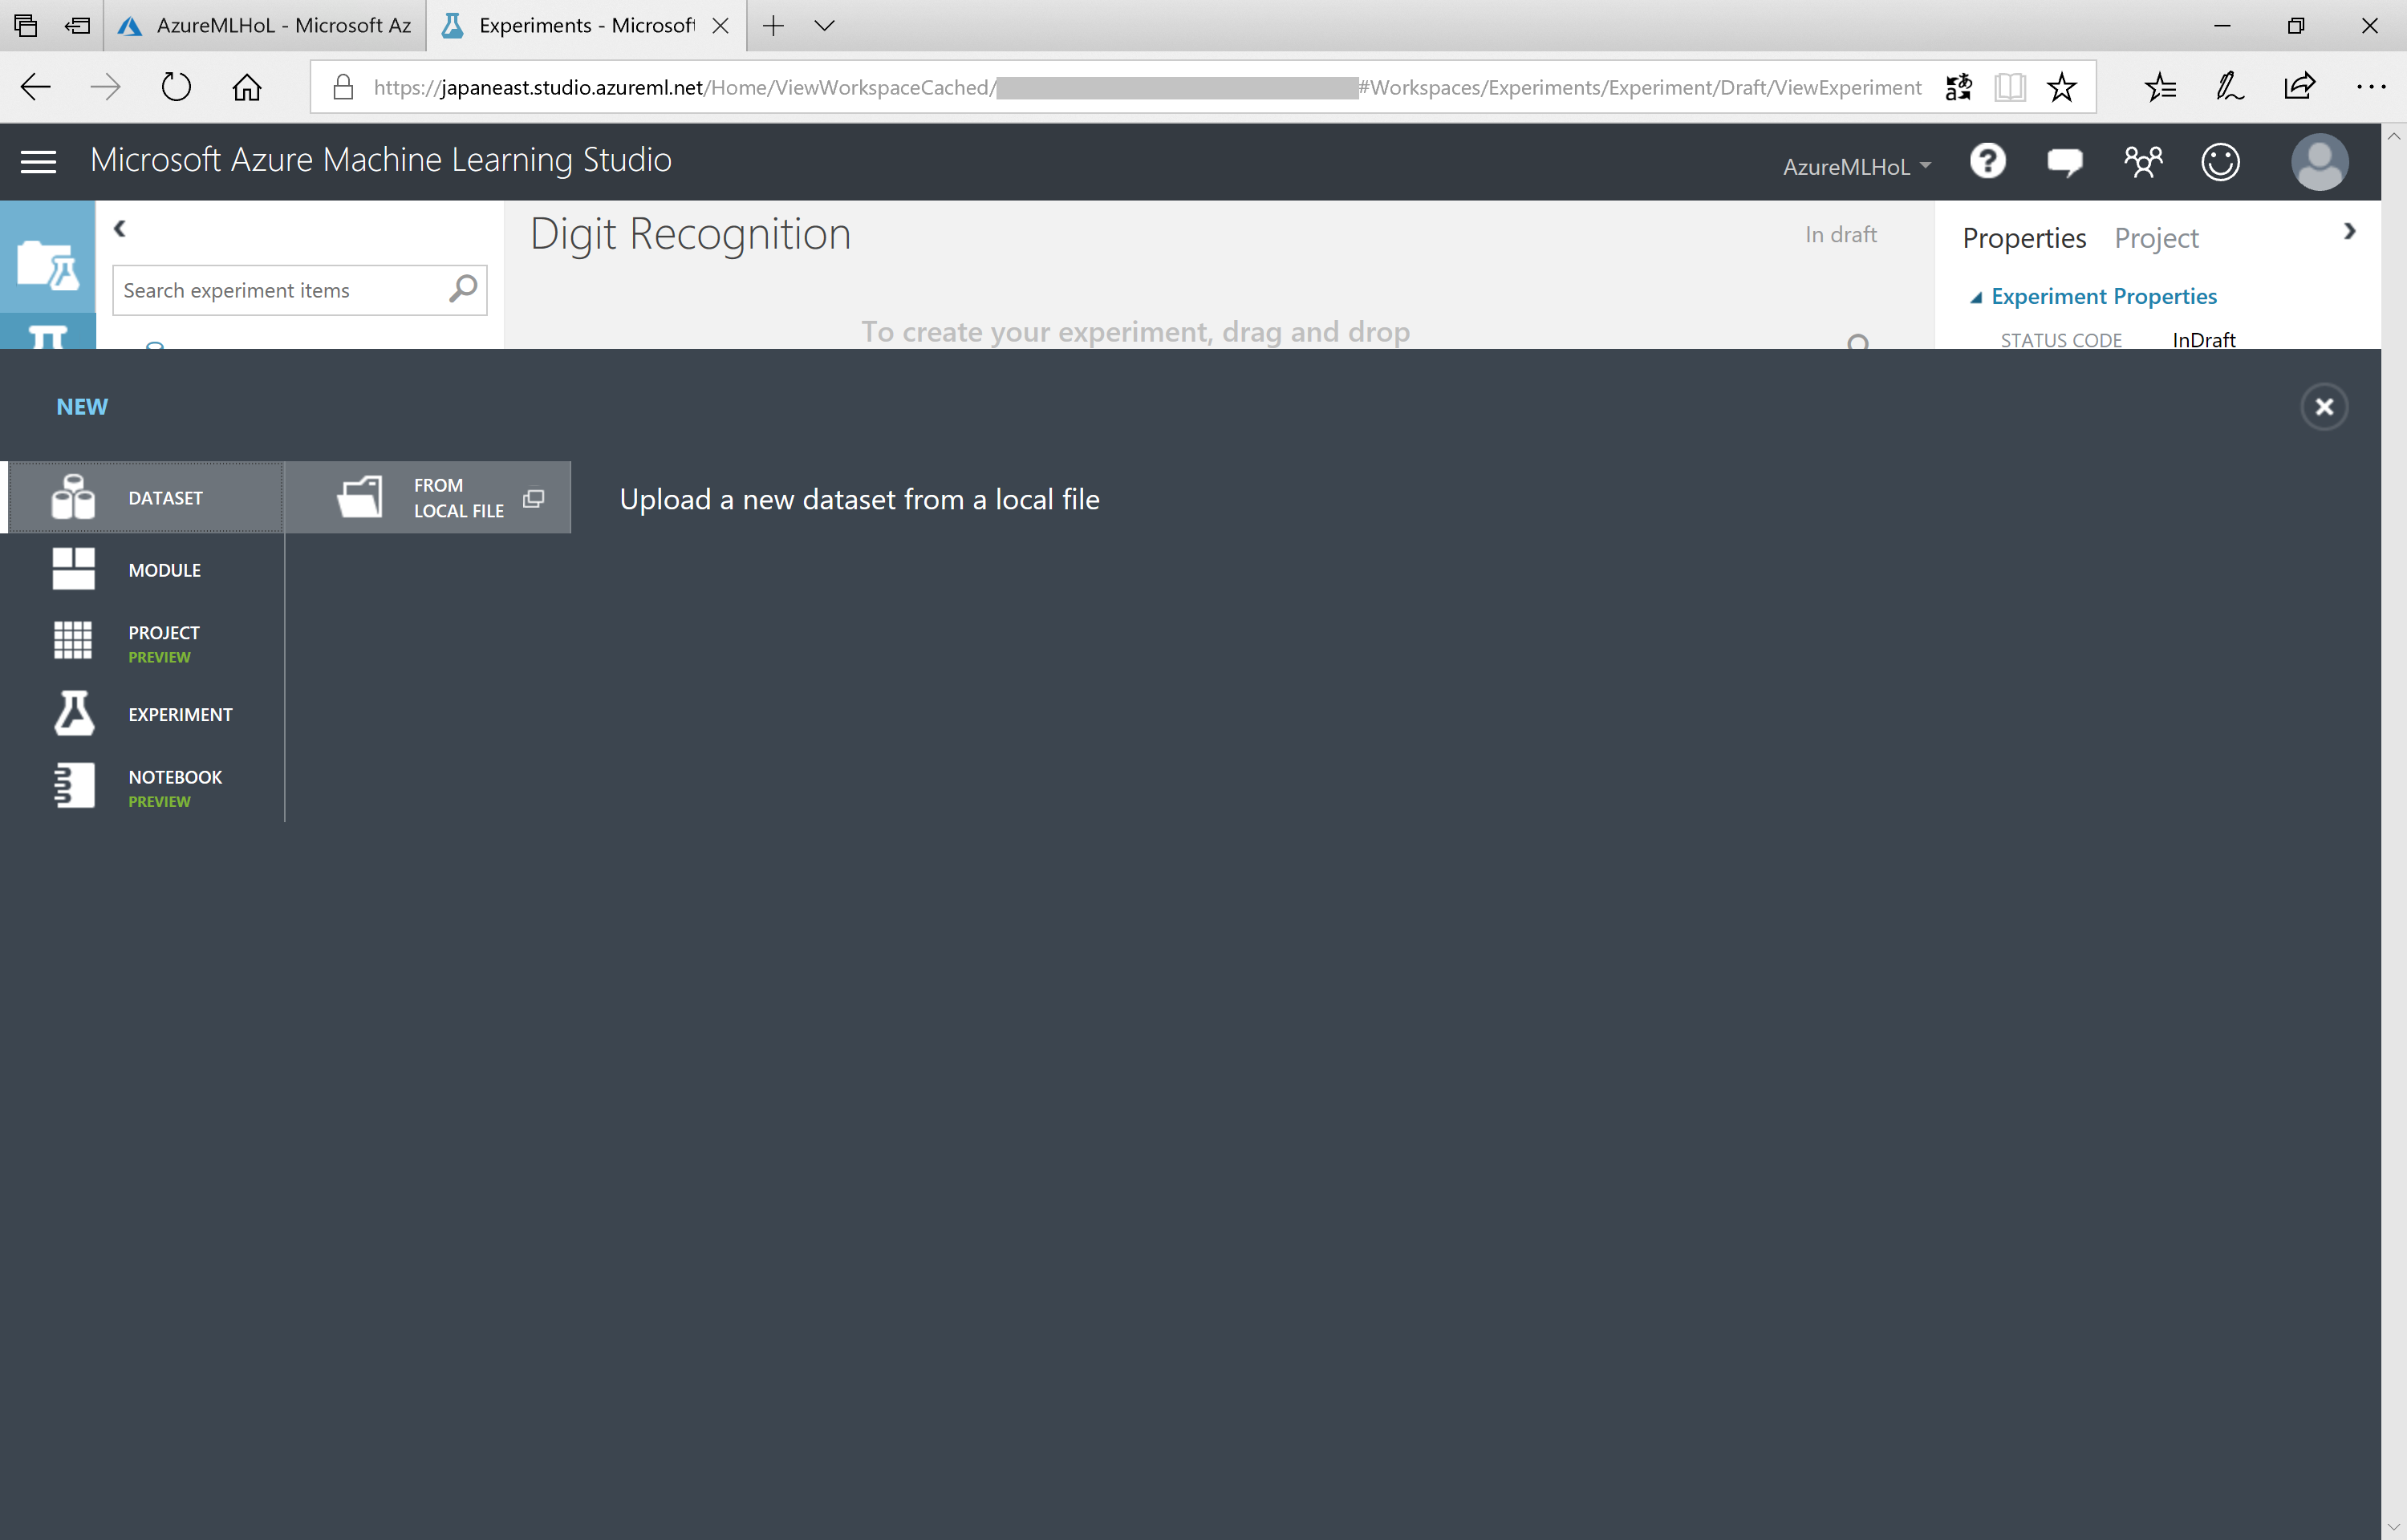 AzureMLHoL - Microsoft Az
Experiments - Microsoft
https://japaneast.studio.azureml.net/Home/ViewWorkspaceCached/ #Workspaces/Experiments/Experiment/Draft/ViewExperiment
Microsoft Azure Machine Learning Studio
AzureMLHoL
Search experiment items
Digit Recognition
In draft
To create your experiment, drag and drop
Properties Project
Experiment Properties
STATUS CODE InDraft
NEW
DATASET
MODULE
PROJECT
PREVIEW
EXPERIMENT
NOTEBOOK
PREVIEW
FROM
LOCAL FILE
Upload a new dataset from a local file